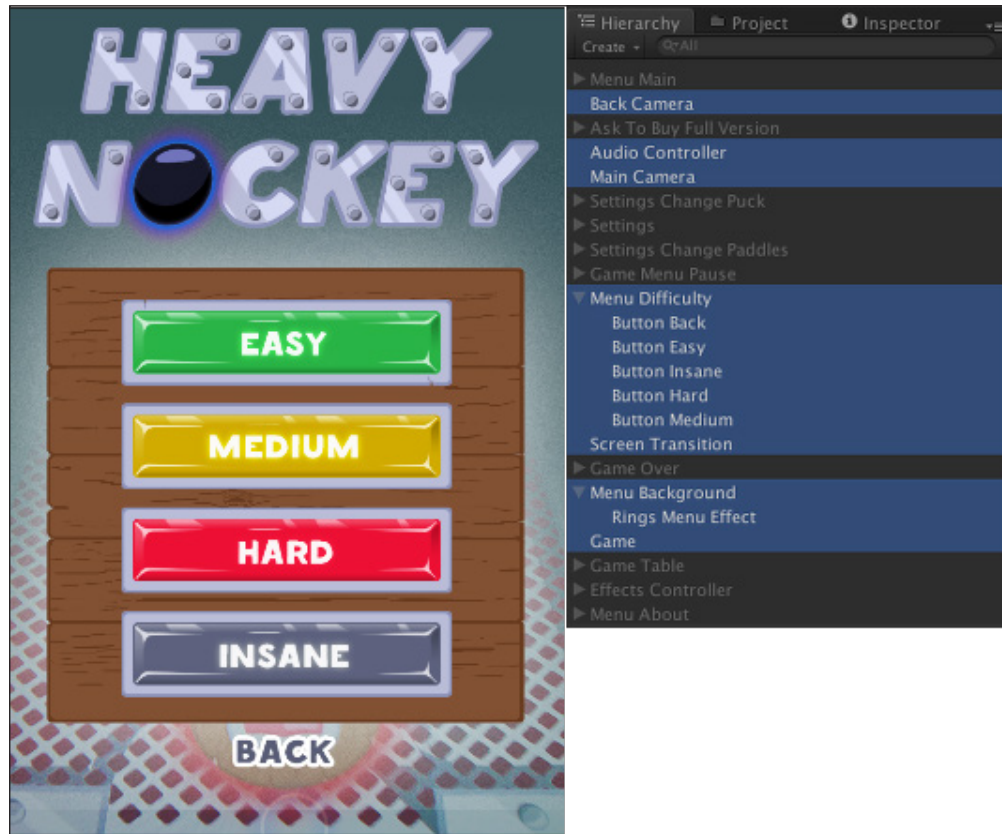 HEAVY
NOCKEY
EASY
MEDIUM
HARD
INSANE
BACK
Hierarchy Project Inspector
Create All
Menu Main
Back Camera
Ask To Buy Full Version
Audio Controller
Main Camera
Settings Change Puck
Settings
Settings Change Paddles
Game Menu Pause
Menu Difficulty
Button Back
Button Easy
Button Insane
Button Hard
Button Medium
Screen Transition
Game Over
Menu Background
Rings Menu Effect
Game
Game Table
Effects Controller
Menu About